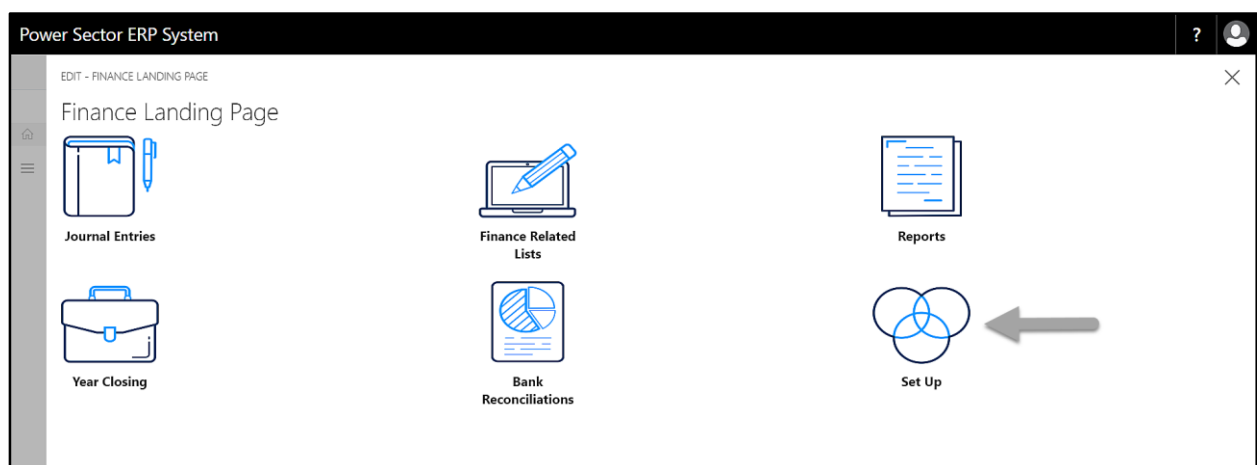 Power Sector ERP System
?
EDIT - FINANCE LANDING PAGE
Finance Landing Page
Journal Entries
Finance Related
Lists
Reports
Year Closing
Bank
Reconciliations
Set Up